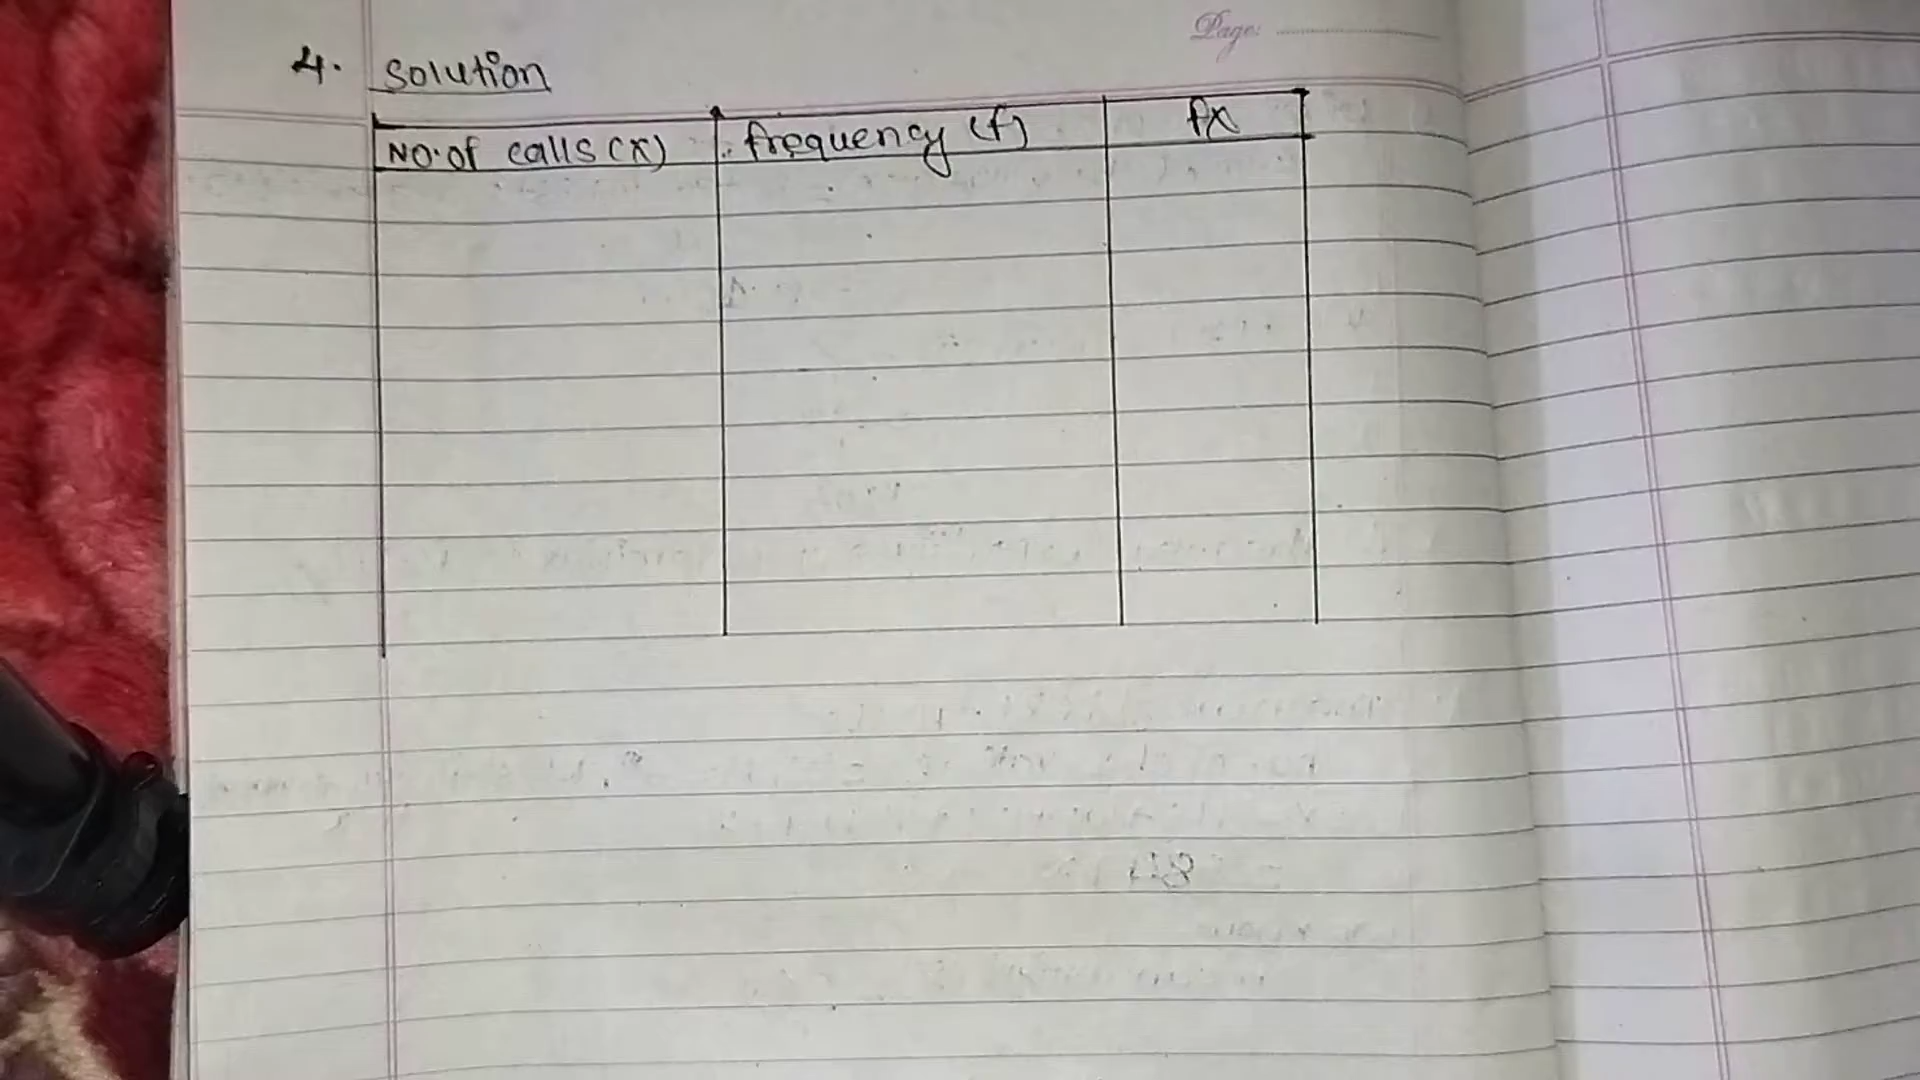 Page:
4. Solution
No. of calls (x) frequency (f) fx